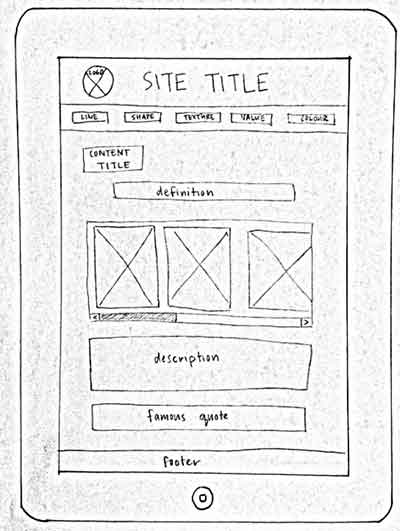 LOGO
SITE TITLE
LINE
SHAPE
TEXTURE
VALUE
COLOUR
CONTENT
TITLE
definition
description
famous quote
footer